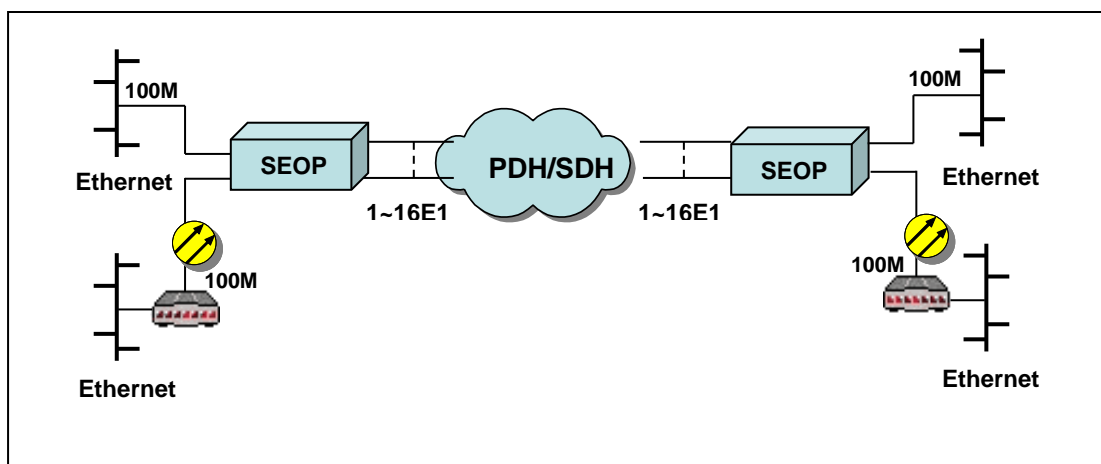 100M
100M
SEOP
PDH/SDH
SEOP
Ethernet
Ethernet
1~16E1
1~16E1
100M
100M
Ethernet
Ethernet